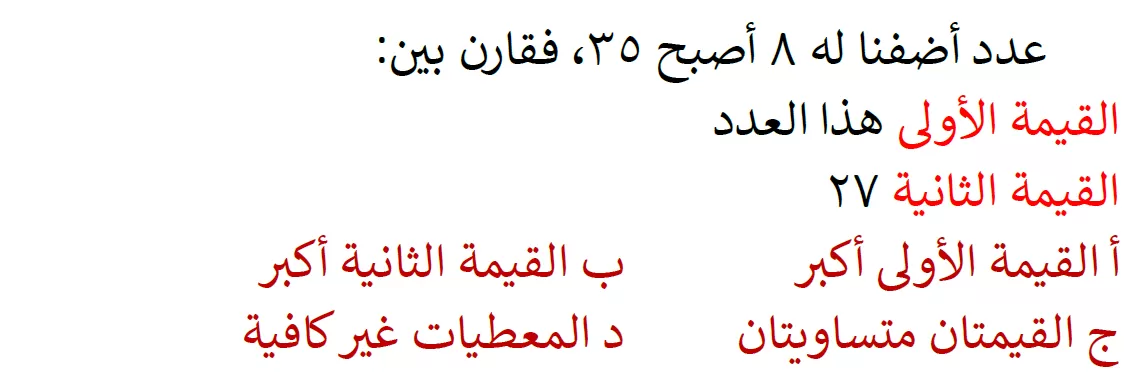 عدد أضفنا له ٨ أصبح ٣٥، فقارن بين:
القيمة الأولى هذا العدد
القيمة الثانية ٢٧
أ القيمة الأولى أكبر ب القيمة الثانية أكبر
ج القيمتان متساويتان د المعطيات غير كافية